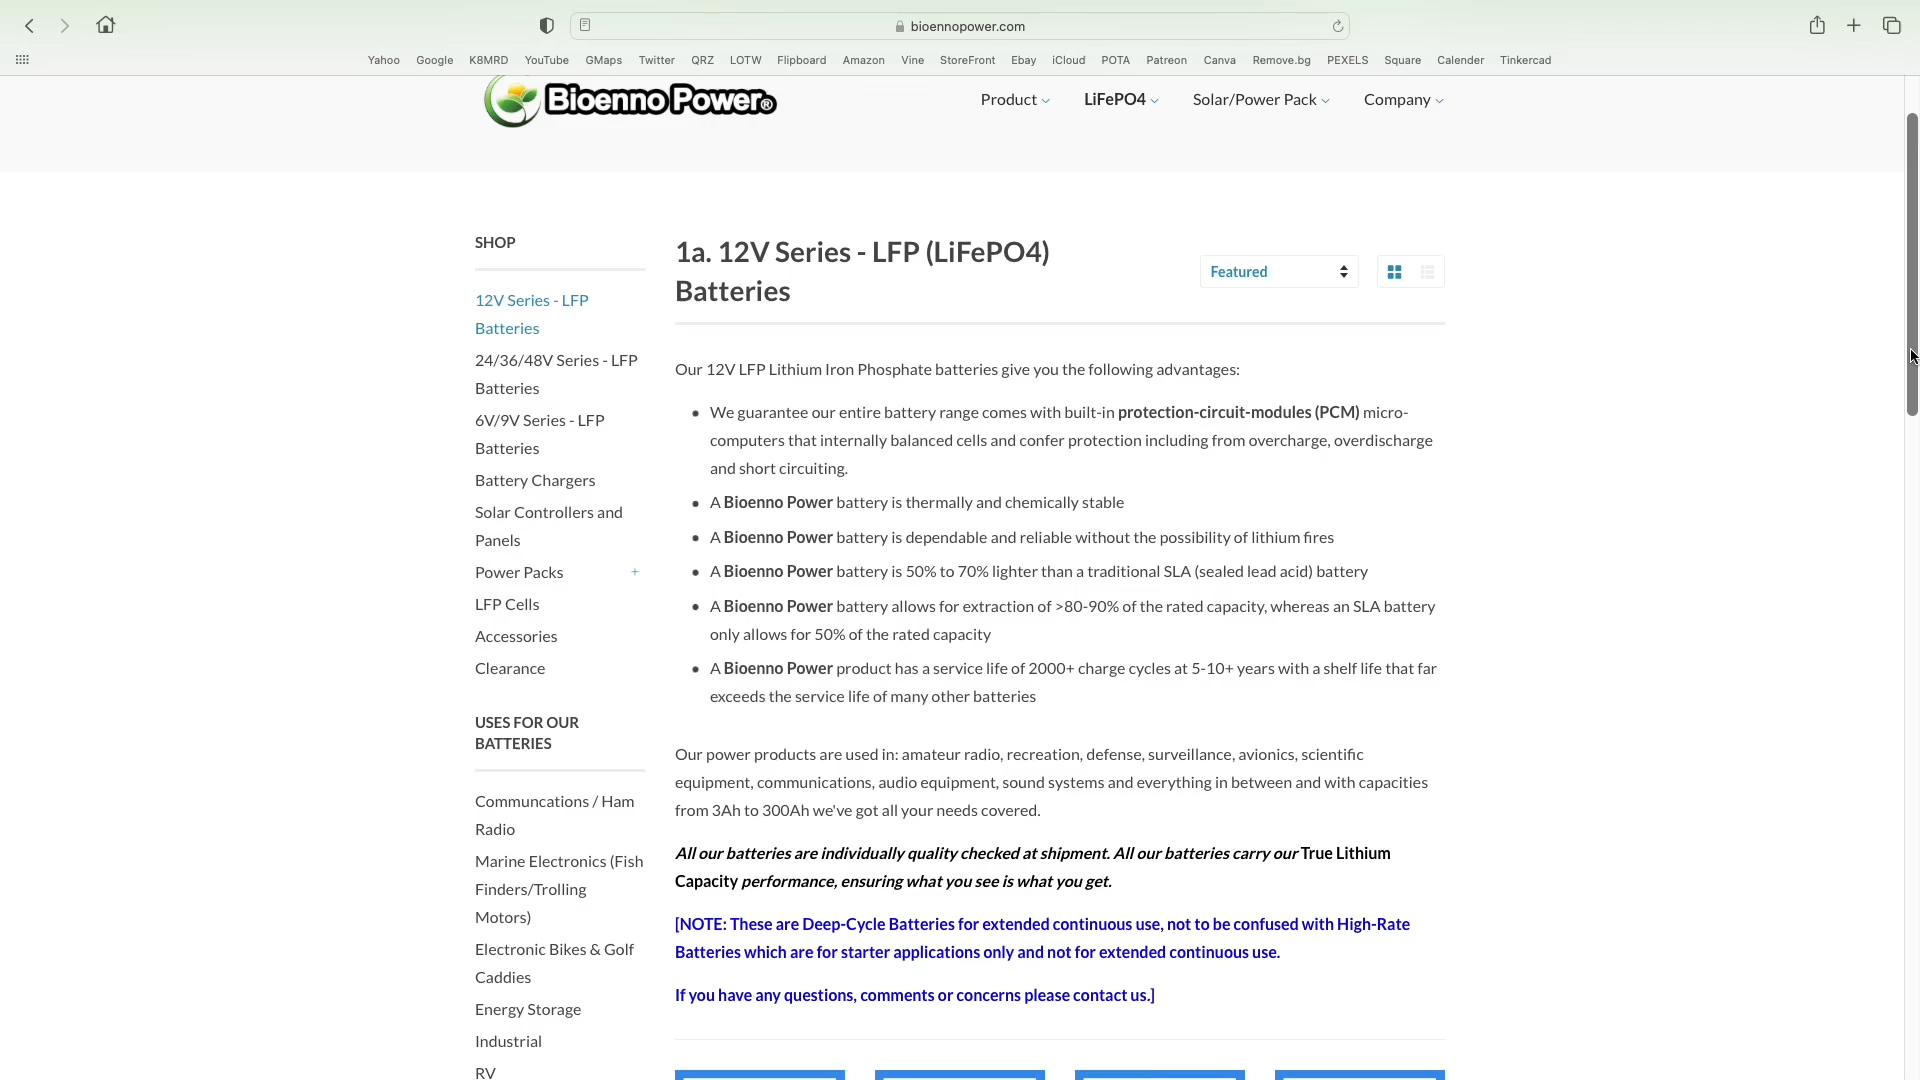 bioennopower.com
Yahoo Google K8MRD YouTube GMaps Twitter QRZ LOTW Flipboard Amazon Vine StoreFront Ebay iCloud POTA Patreon Canva Remove.bg PEXELS Square Calender Tinkercad
Bioenno Power®
Product LiFePO4 Solar/Power Pack Company
SHOP
12V Series - LFP
Batteries
24/36/48V Series - LFP
Batteries
6V/9V Series - LFP
Batteries
Battery Chargers
Solar Controllers and
Panels
Power Packs +
LFP Cells
Accessories
Clearance
USES FOR OUR
BATTERIES
Communcations / Ham
Radio
Marine Electronics (Fish
Finders/Trolling
Motors)
Electronic Bikes & Golf
Caddies
Energy Storage
Industrial
RV
1a. 12V Series - LFP (LiFePO4)
Batteries
Featured
Our 12V LFP Lithium Iron Phosphate batteries give you the following advantages:
• We guarantee our entire battery range comes with built-in protection-circuit-modules (PCM) micro-
computers that internally balanced cells and confer protection including from overcharge, overdischarge
and short circuiting.
• A Bioenno Power battery is thermally and chemically stable
• A Bioenno Power battery is dependable and reliable without the possibility of lithium fires
• A Bioenno Power battery is 50% to 70% lighter than a traditional SLA (sealed lead acid) battery
• A Bioenno Power battery allows for extraction of >80-90% of the rated capacity, whereas an SLA battery
only allows for 50% of the rated capacity
• A Bioenno Power product has a service life of 2000+ charge cycles at 5-10+ years with a shelf life that far
exceeds the service life of many other batteries
Our power products are used in: amateur radio, recreation, defense, surveillance, avionics, scientific
equipment, communications, audio equipment, sound systems and everything in between and with capacities
from 3Ah to 300Ah we've got all your needs covered.
All our batteries are individually quality checked at shipment. All our batteries carry our True Lithium
Capacity performance, ensuring what you see is what you get.
[NOTE: These are Deep-Cycle Batteries for extended continuous use, not to be confused with High-Rate
Batteries which are for starter applications only and not for extended continuous use.
If you have any questions, comments or concerns please contact us.]